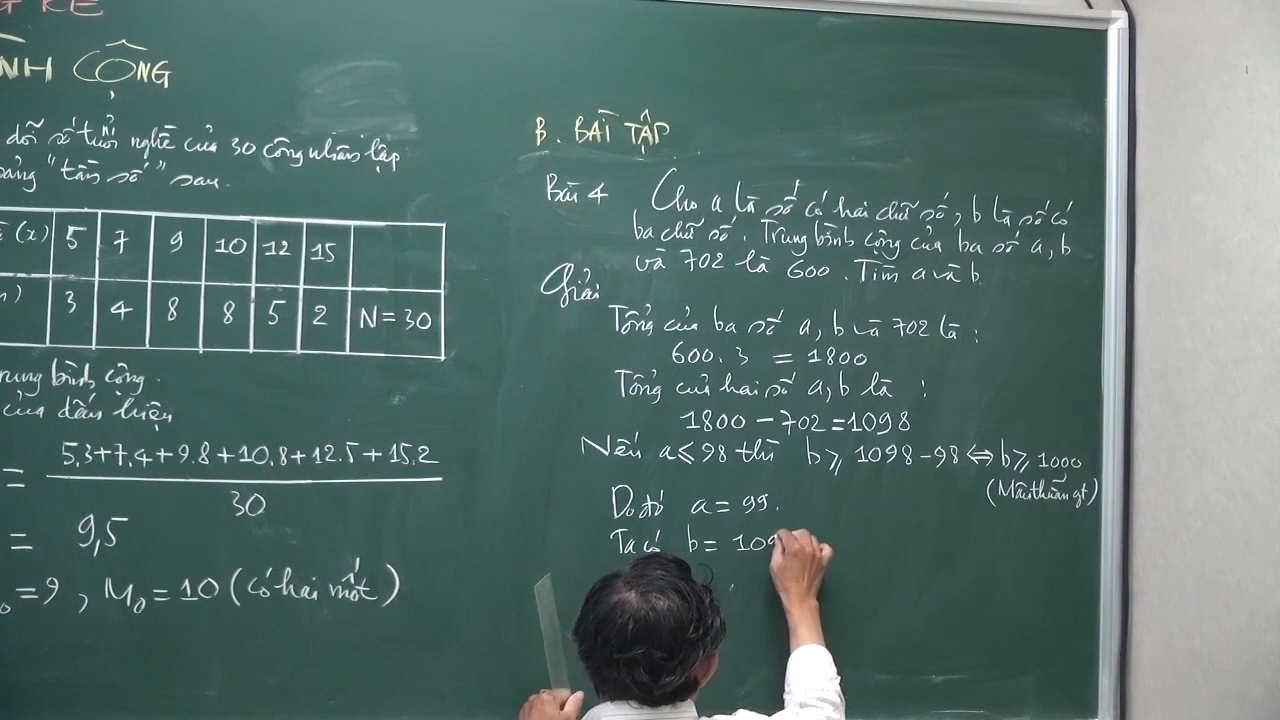 G KÊ
ÌNH CỘNG
dõi số tuổi nghề của 30 công nhân lập
bảng "tần số" sau.
(x) 5 7 9 10 12 15
n) 3 4 8 8 5 2 N = 30
rung bình cộng.
của dấu hiệu
= 5.3+7.4+9.8+10.8+12.5+15.2
30
= 9,5
o = 9 , M₀ = 10 (có hai mốt)
B. BÀI TẬP
Bài 4 Cho a là số có hai chữ số, b là số có
ba chữ số. Trung bình cộng của ba số a, b
và 702 là 600. Tìm a và b.
Giải
Tổng của ba số a, b và 702 là :
600. 3 = 1800
Tổng của hai số a, b là :
1800 - 702 = 1098
Nếu a ⩽ 98 thì b ⩾ 1098 - 98 ⇔ b ⩾ 1000
(Mâu thuẫn gt)
Do đó a = 99.
Ta có b = 109